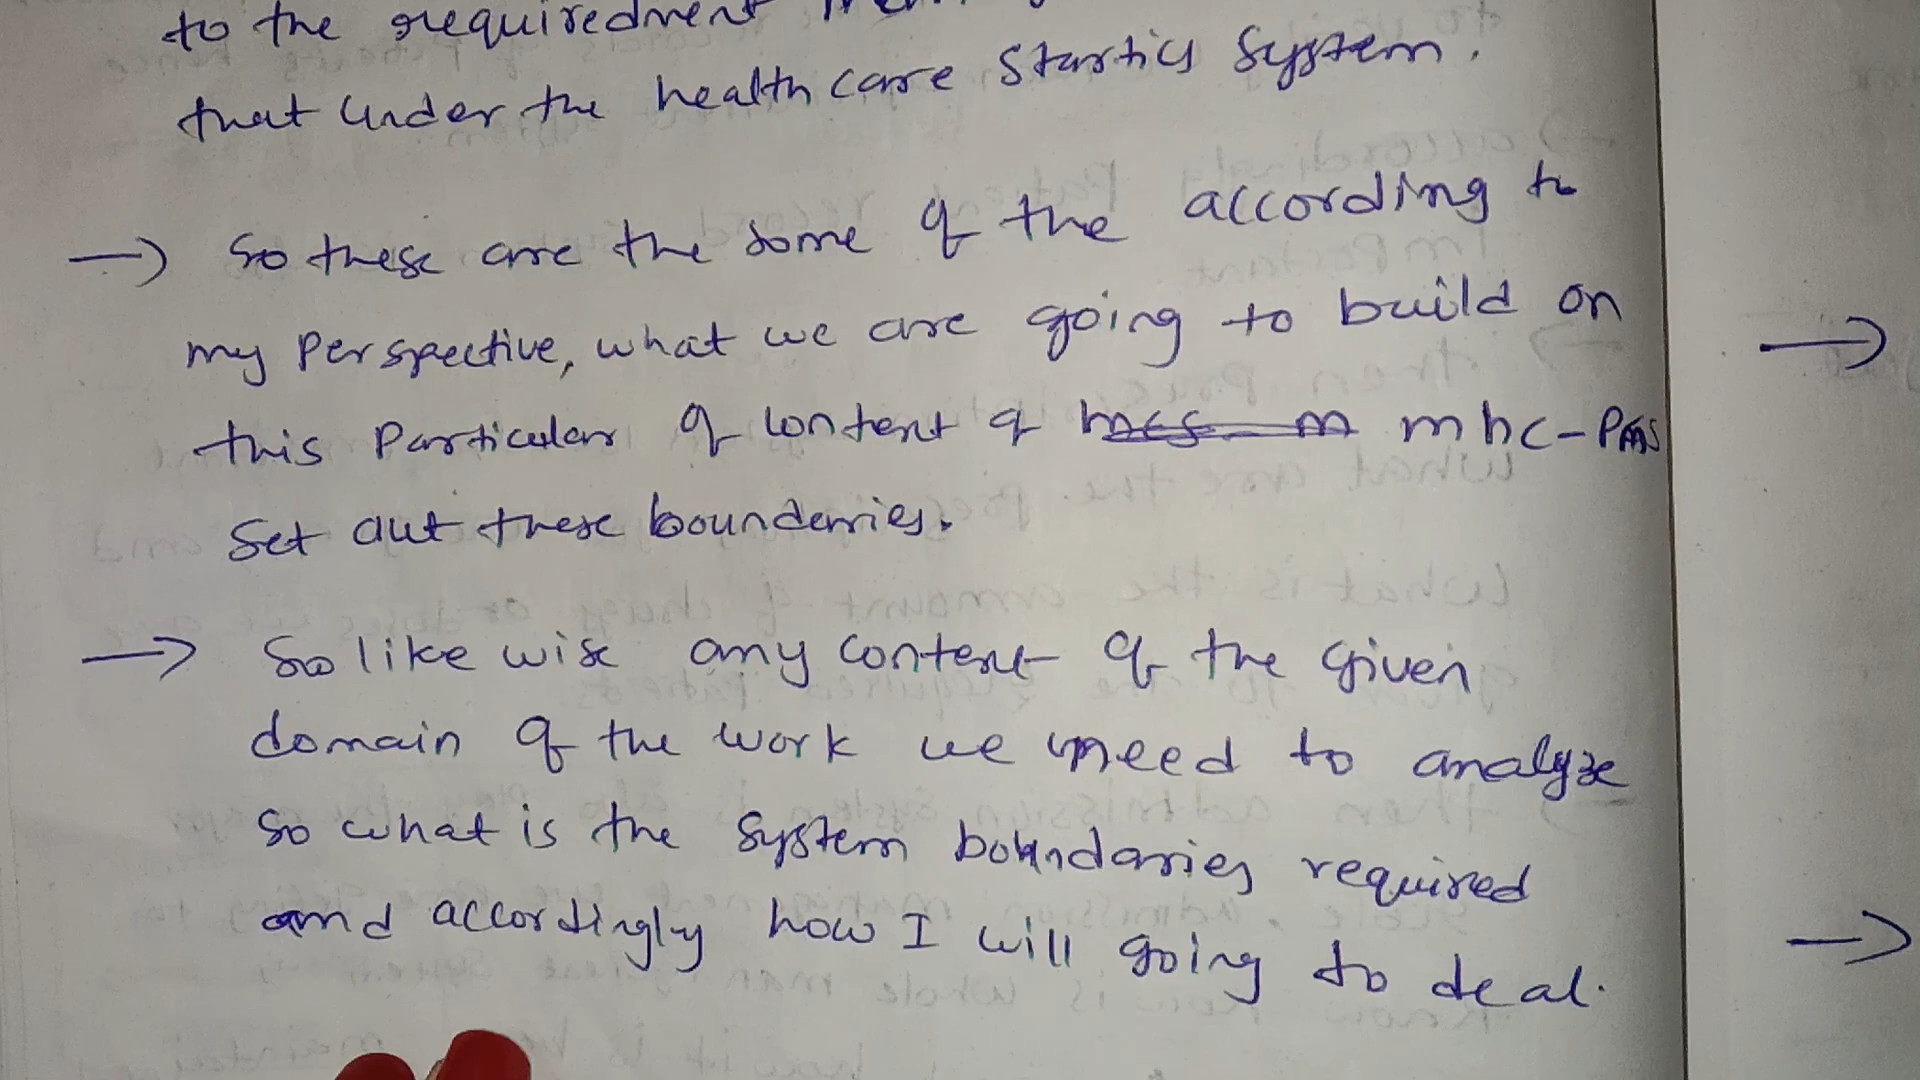 to the requiredment
that under the health care Startics System.
→ So these are the some of the according to
my Perspective, what we are going to build on
this Particular of Content of mhc-PMS
Set out these bounderries.
→ So like wise any content of the given
domain of the work we need to analyze
so what is the System boundaries required
and accordingly how I will going to deal.
→
→